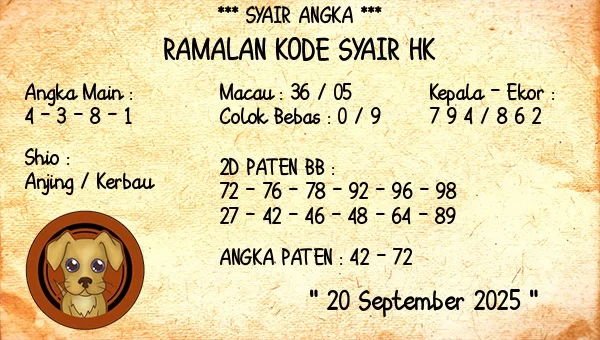 *** SYAIR ANGKA ***
RAMALAN KODE SYAIR HK
Angka Main :
4 - 3 - 8 - 1
Shio :
Anjing / Kerbau
Macau : 36 / 05
Colok Bebas : 0 / 9
Kepala - Ekor :
7 9 4 / 8 6 2
2D PATEN BB :
72 - 76 - 78 - 92 - 96 - 98
27 - 42 - 46 - 48 - 64 - 89
ANGKA PATEN : 42 - 72
" 20 September 2025 "